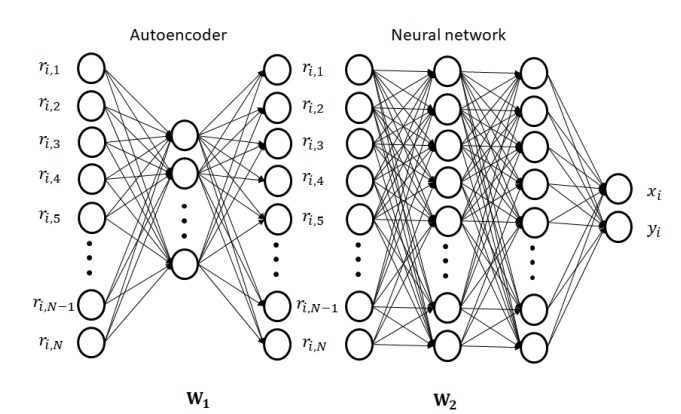 Autoencoder Neural network
r_{i,1} r_{i,1}
r_{i,2} r_{i,2}
r_{i,3} r_{i,3}
r_{i,4} r_{i,4}
x_i
r_{i,5} r_{i,5}
y_i
r_{i,N−1} r_{i,N−1}
r_{i,N} r_{i,N}
W_1 W_2